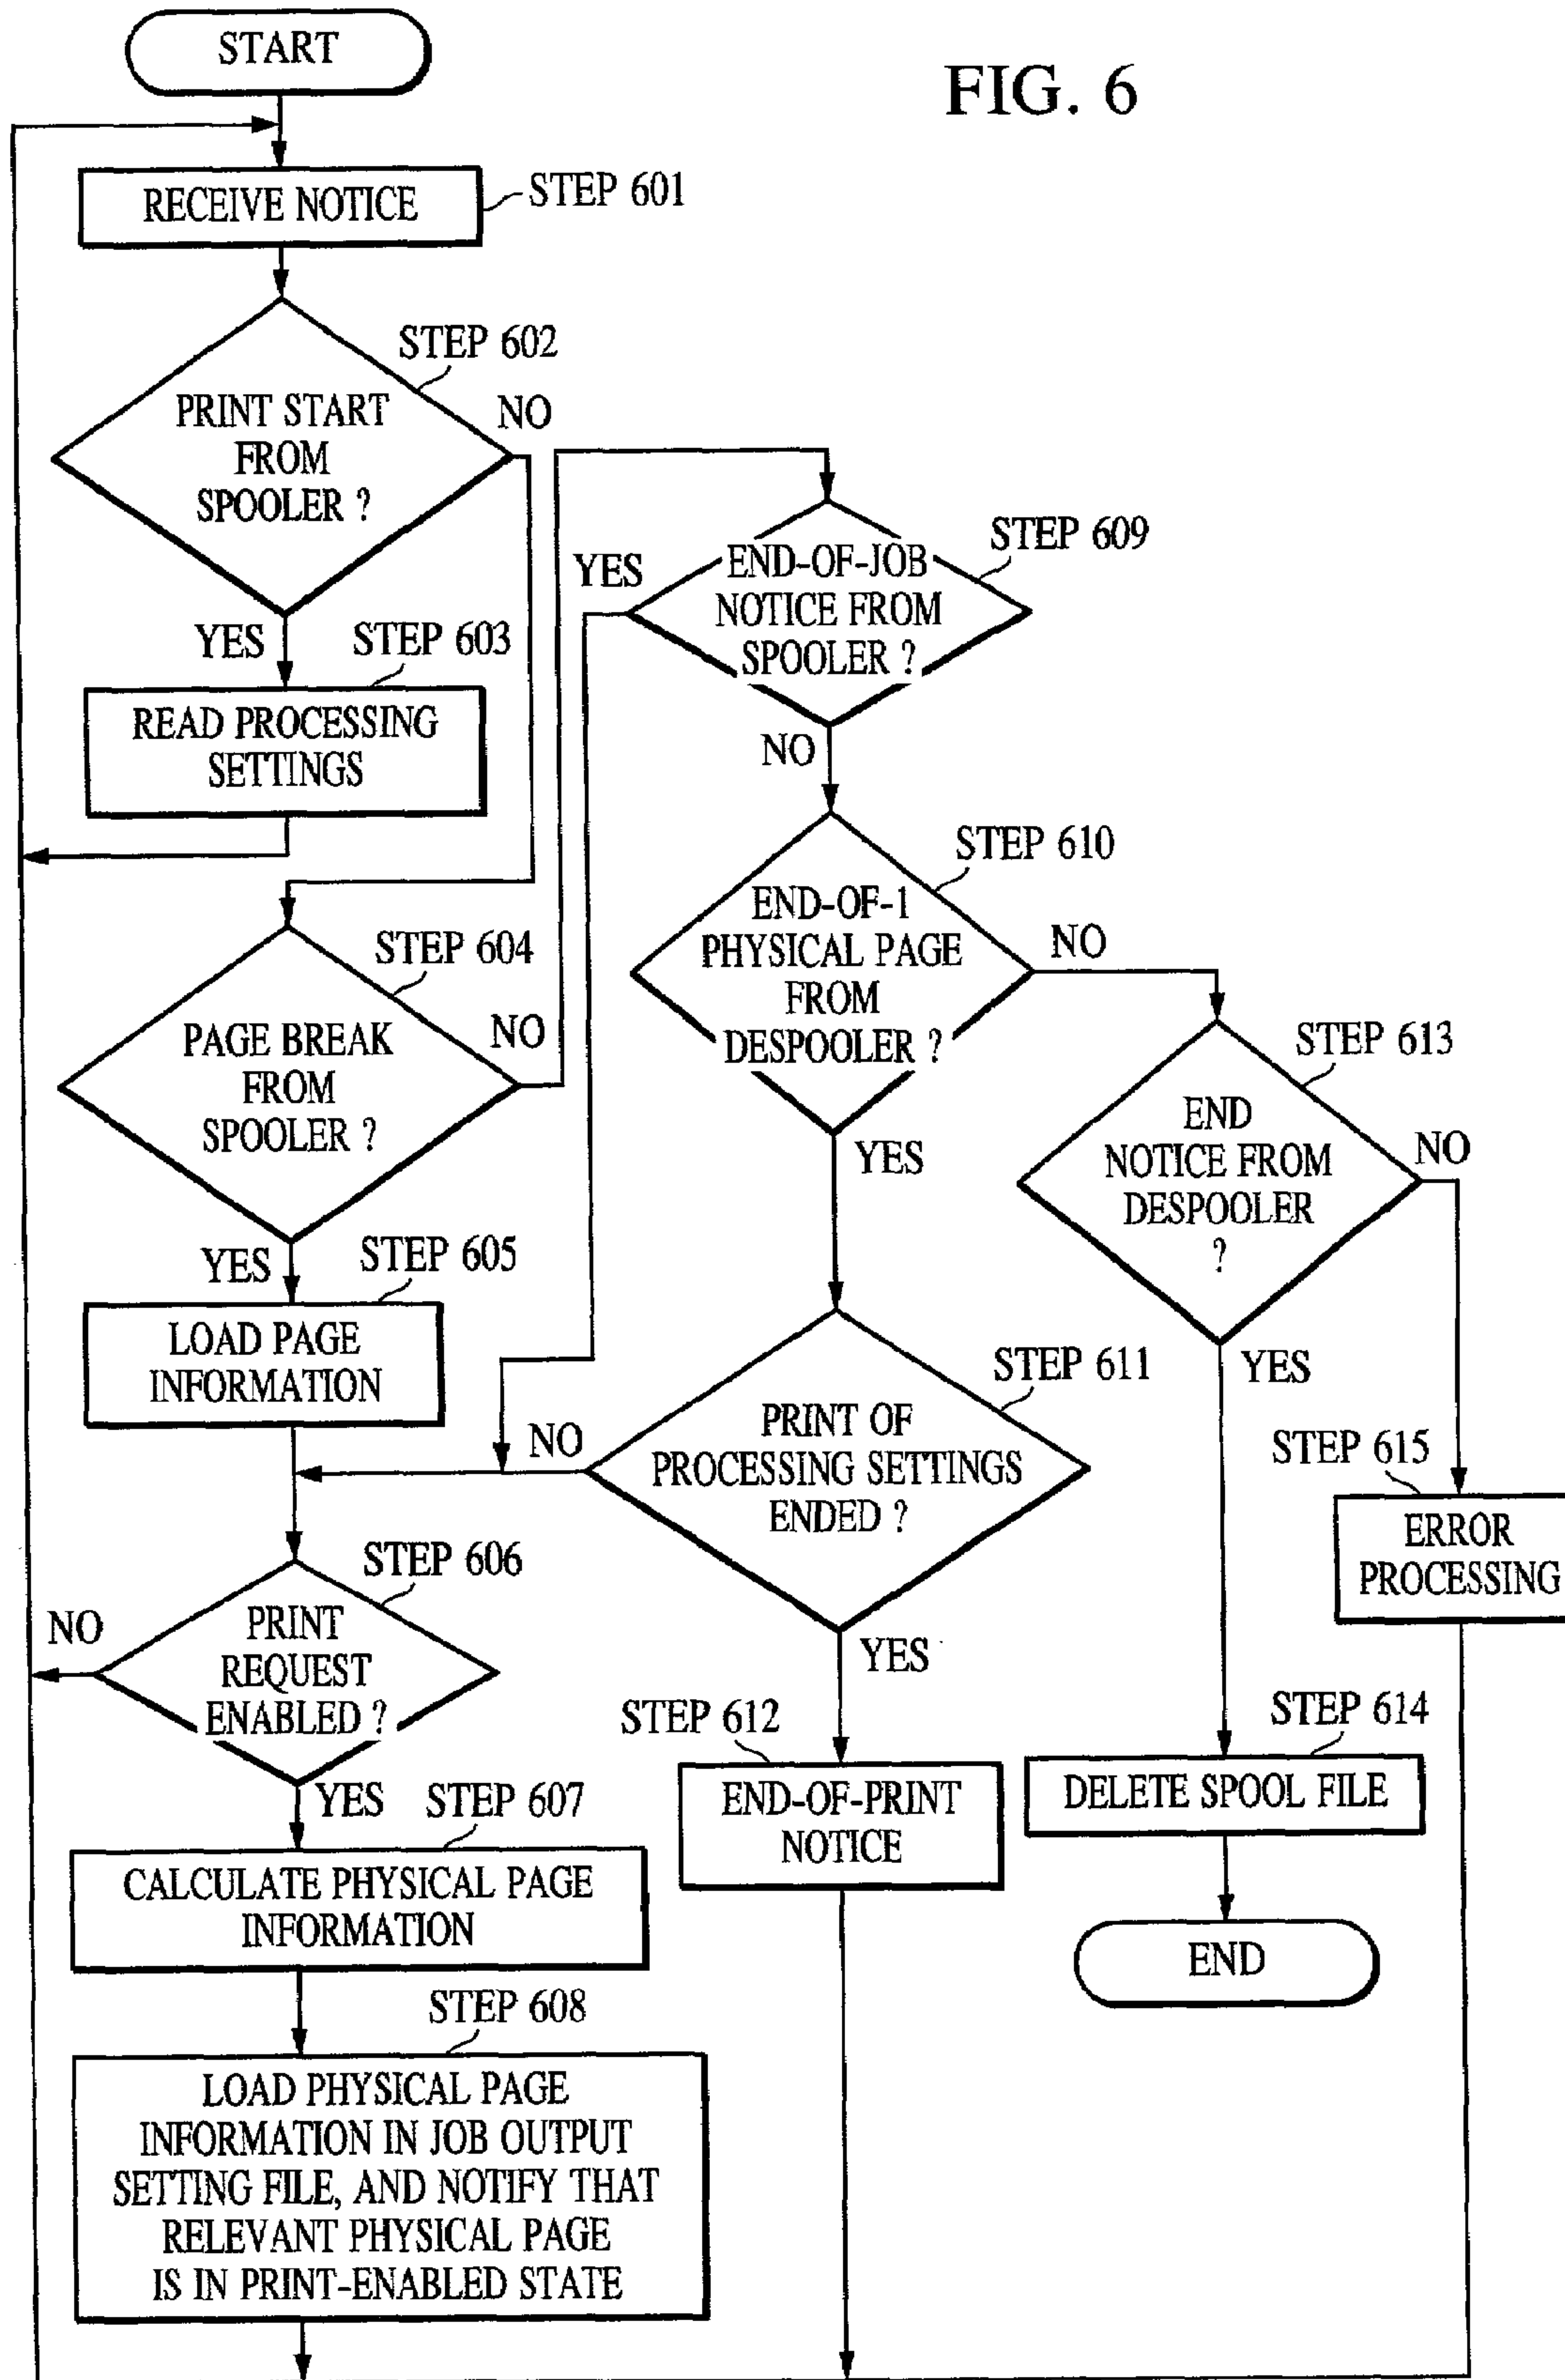 START
FIG. 6
RECEIVE NOTICE
STEP 601
STEP 602
PRINT START
FROM
SPOOLER ?
NO
YES
STEP 603
READ PROCESSING
SETTINGS
STEP 604
PAGE BREAK
FROM
SPOOLER ?
NO
YES
STEP 605
LOAD PAGE
INFORMATION
STEP 606
PRINT
REQUEST
ENABLED ?
NO
YES
STEP 607
CALCULATE PHYSICAL PAGE
INFORMATION
STEP 608
LOAD PHYSICAL PAGE
INFORMATION IN JOB OUTPUT
SETTING FILE, AND NOTIFY THAT
RELEVANT PHYSICAL PAGE
IS IN PRINT-ENABLED STATE
STEP 609
YES
END-OF-JOB
NOTICE FROM
SPOOLER ?
NO
STEP 610
END-OF-1
PHYSICAL PAGE
FROM
DESPOOLER ?
NO
YES
STEP 611
PRINT OF
PROCESSING SETTINGS
ENDED ?
NO
YES
STEP 612
END-OF-PRINT
NOTICE
STEP 613
END
NOTICE FROM
DESPOOLER
?
NO
YES
STEP 614
DELETE SPOOL FILE
END
STEP 615
ERROR
PROCESSING